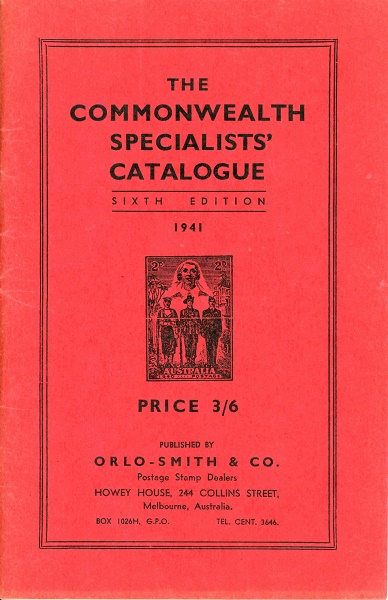 THE
COMMONWEALTH
SPECIALISTS'
CATALOGUE
SIXTH EDITION
1941
2D 2D
AUSTRALIA
POSTAGE
PRICE 3/6
PUBLISHED BY
ORLO-SMITH & CO.
Postage Stamp Dealers
HOWEY HOUSE, 244 COLLINS STREET,
Melbourne, Australia.
BOX 1026H, G.P.O. TEL. CENT. 3646.